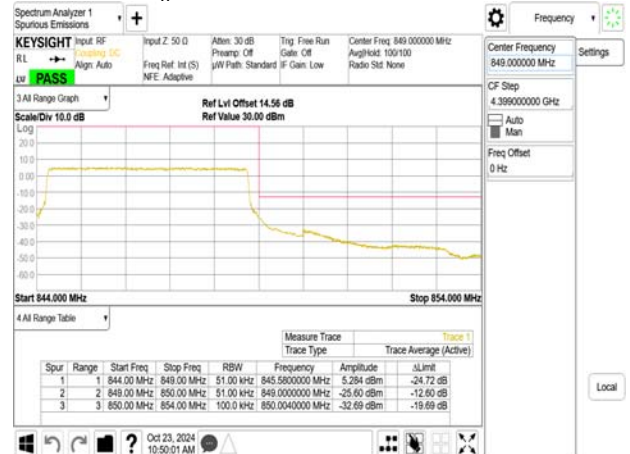 Spectrum Analyzer 1
Spurious Emissions
Frequency
KEYSIGHT
Input: RF
Coupling: DC
Align: Auto
Input Z: 50 Ω
Freq Ref: Int (S)
NFE: Adaptive
Atten: 30 dB
Preamp: Off
µW Path: Standard
Trig: Free Run
Gate: Off
IF Gain: Low
Center Freq: 849.000000 MHz
Avg|Hold: 100/100
Radio Std: None
RL
PASS
Center Frequency
849.000000 MHz
Settings
CF Step
4.399000000 GHz
Auto
Man
Freq Offset
0 Hz
3 All Range Graph
Ref Lvl Offset 14.56 dB
Scale/Div 10.0 dB
Ref Value 30.00 dBm
Log
20.0
10.0
0.00
-10.0
-20.0
-30.0
-40.0
-50.0
-60.0
Start 844.000 MHz
Stop 854.000 MHz
4 All Range Table
Measure Trace Trace 1
Trace Type Trace Average (Active)
Spur Range Start Freq Stop Freq RBW Frequency Amplitude ΔLimit
1 1 844.00 MHz 849.00 MHz 51.00 kHz 845.5800000 MHz 5.284 dBm -24.72 dB
2 2 849.00 MHz 850.00 MHz 51.00 kHz 849.0000000 MHz -25.60 dBm -12.60 dB
3 3 850.00 MHz 854.00 MHz 100.0 kHz 850.0040000 MHz -32.69 dBm -19.69 dB
Local
Oct 23, 2024
10:50:01 AM